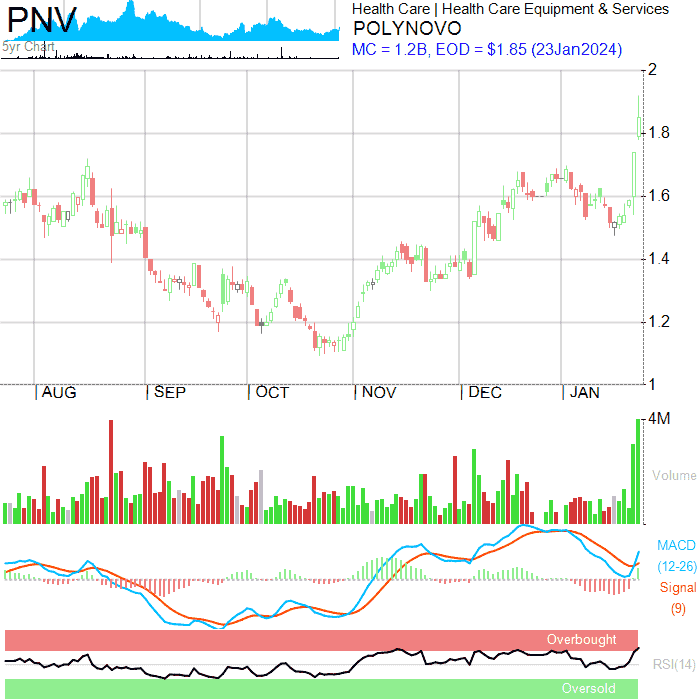 PNV
5yr Chart
Health Care | Health Care Equipment & Services
POLYNOVO
MC = 1.2B, EOD = $1.85 (23Jan2024)
2
1.8
1.6
1.4
1.2
1
| AUG | SEP | OCT | NOV | DEC | JAN
4M
Volume
MACD
(12-26)
Signal
(9)
Overbought
RSI(14)
Oversold